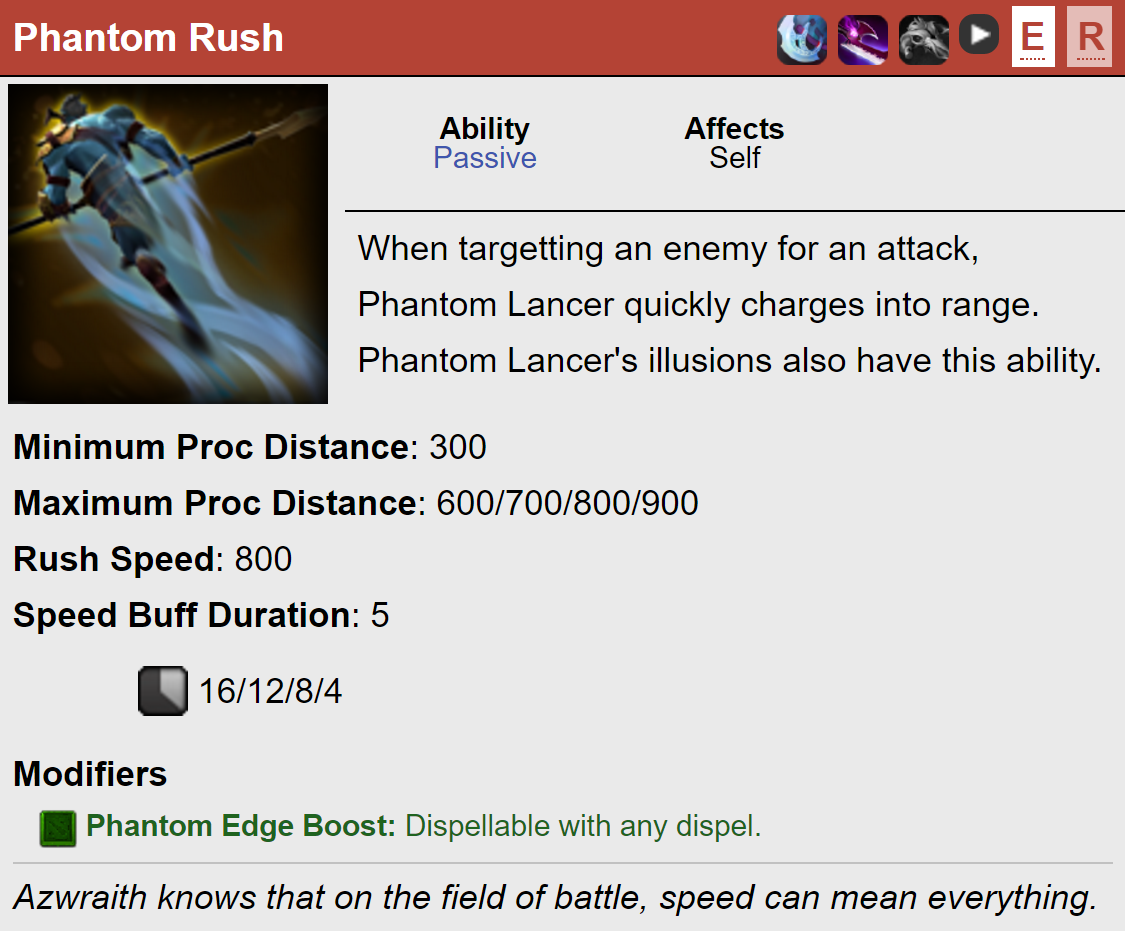 Phantom Rush E R
Ability Affects
Passive Self
When targetting an enemy for an attack,
Phantom Lancer quickly charges into range.
Phantom Lancer's illusions also have this ability.
Minimum Proc Distance: 300
Maximum Proc Distance: 600/700/800/900
Rush Speed: 800
Speed Buff Duration: 5
16/12/8/4
Modifiers
Phantom Edge Boost: Dispellable with any dispel.
Azwraith knows that on the field of battle, speed can mean everything.